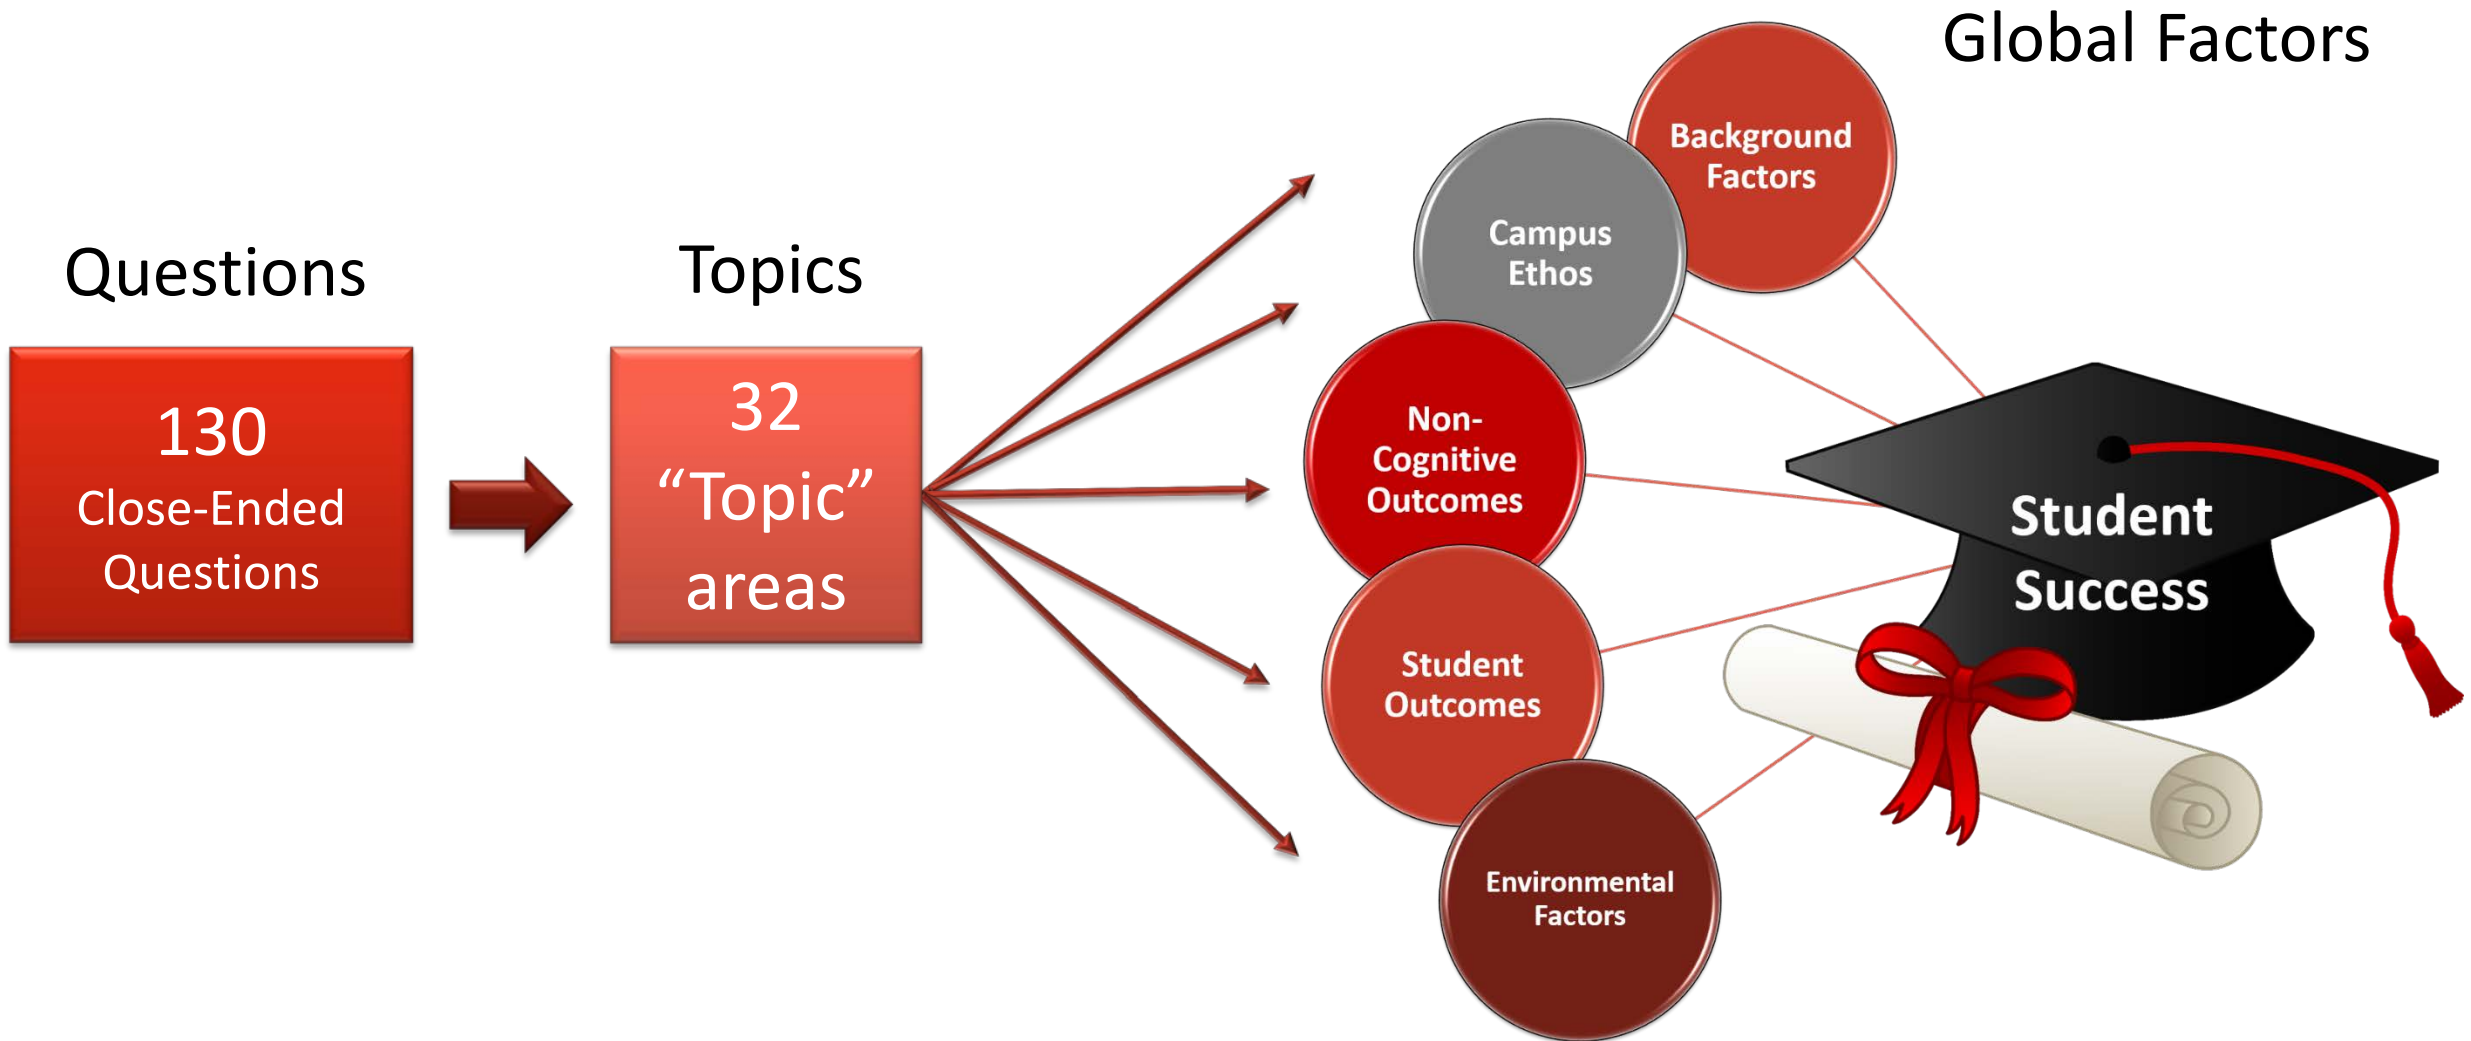 Global Factors
Questions
130
Close-Ended
Questions
Topics
32
“Topic”
areas
Background
Factors
Campus
Ethos
Non-
Cognitive
Outcomes
Student
Outcomes
Environmental
Factors
Student
Success